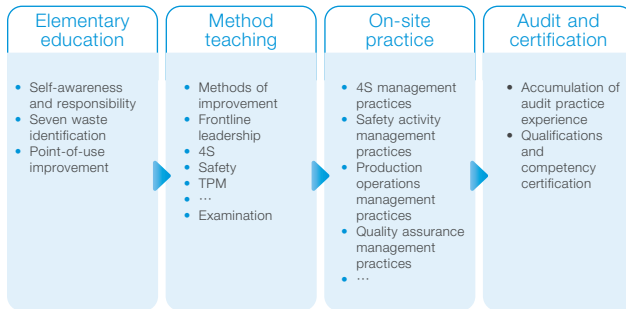 Elementary
education
• Self-awareness
and responsibility
• Seven waste
identification
• Point-of-use
improvement
Method
teaching
• Methods of
improvement
• Frontline
leadership
• 4S
• Safety
• TPM
• …
• Examination
On-site
practice
• 4S management
practices
• Safety activity
management
practices
• Production
operations
management
practices
• Quality assurance
management
practices
• …
Audit and
certification
• Accumulation of
audit practice
experience
• Qualifications
and
competency
certification